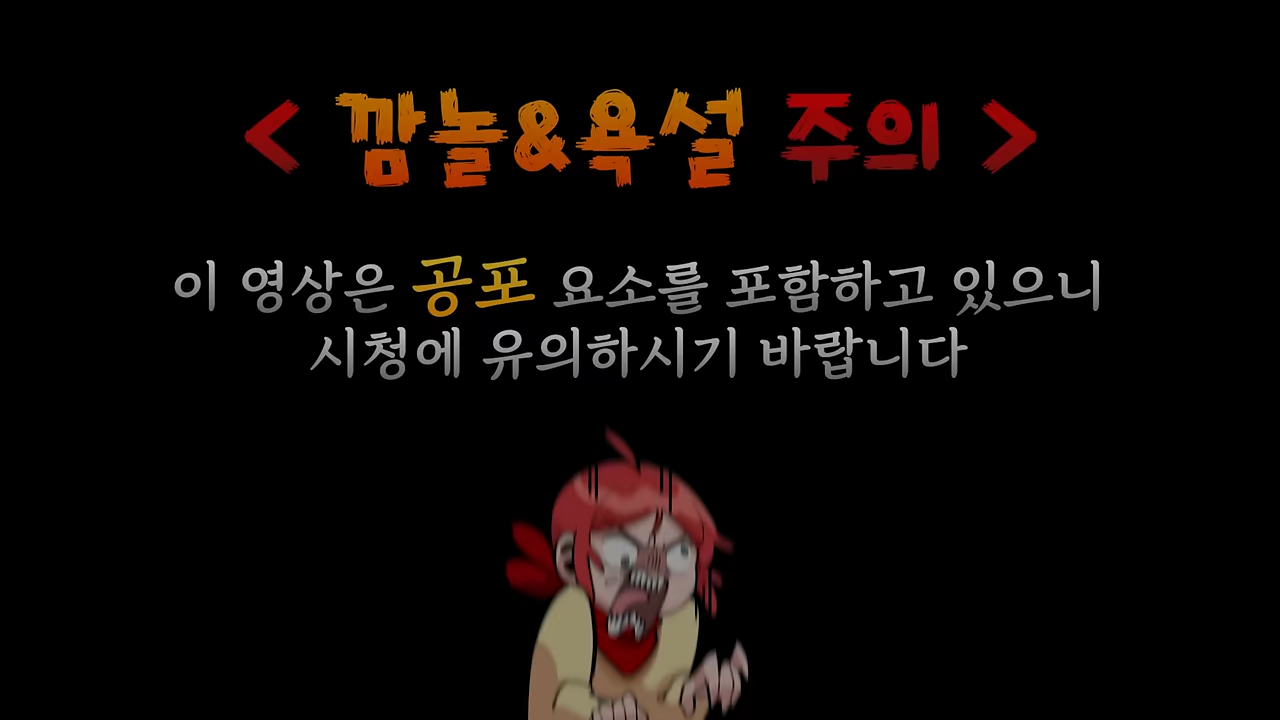 < 깜놀&욕설 주의 >
이 영상은 공포 요소를 포함하고 있으니
시청에 유의하시기 바랍니다